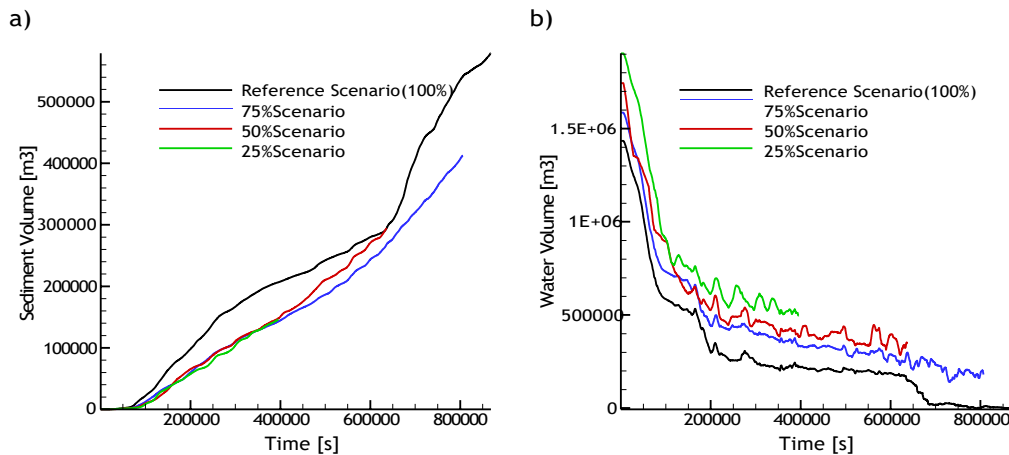 a)
Sediment Volume [m3]
500000
400000
300000
200000
100000
0
Reference Scenario(100%)
75%Scenario
50%Scenario
25%Scenario
200000 400000 600000 800000
Time [s]
b)
Water Volume [m3]
1.5E+06
1E+06
500000
0
Reference Scenario(100%)
75%Scenario
50%Scenario
25%Scenario
200000 400000 600000 800000
Time [s]